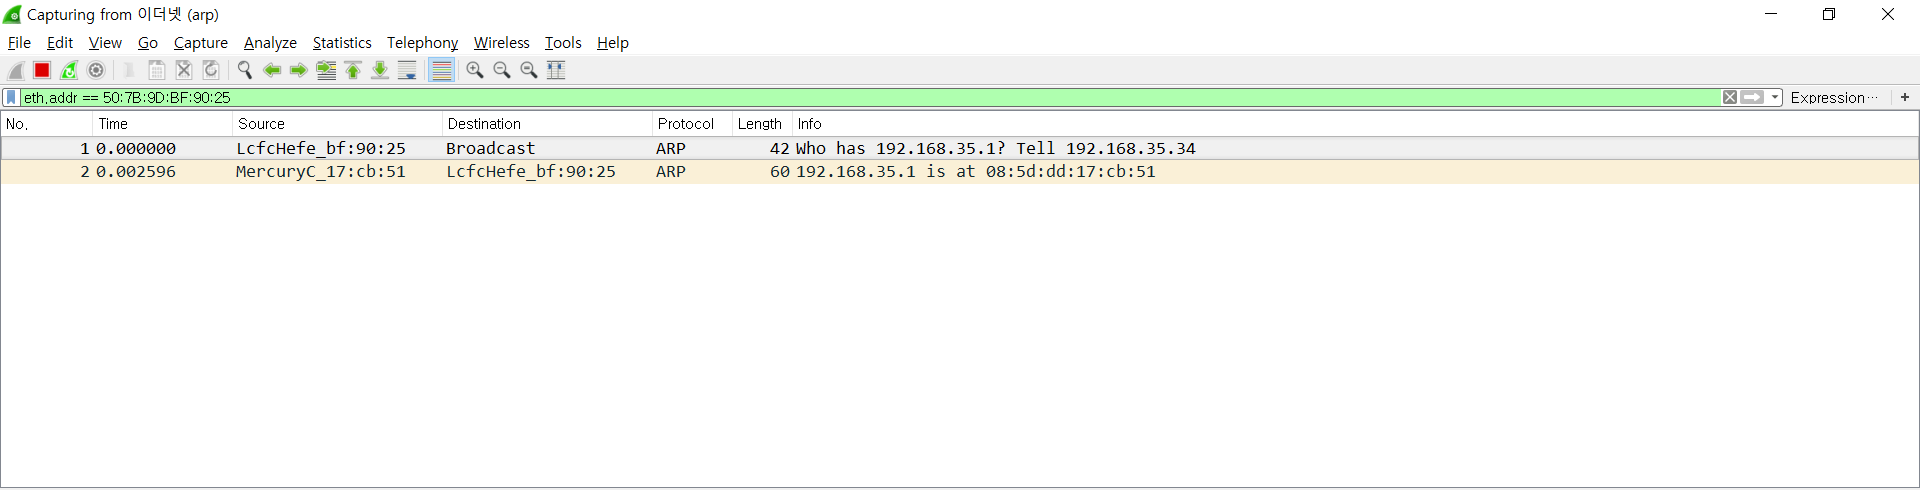 Capturing from 이더넷 (arp)
File Edit View Go Capture Analyze Statistics Telephony Wireless Tools Help
eth.addr == 50:7B:9D:BF:90:25 Expression… +
No. Time Source Destination Protocol Length Info
1 0.000000 LcfcHefe_bf:90:25 Broadcast ARP 42 Who has 192.168.35.1? Tell 192.168.35.34
2 0.002596 MercuryC_17:cb:51 LcfcHefe_bf:90:25 ARP 60 192.168.35.1 is at 08:5d:dd:17:cb:51